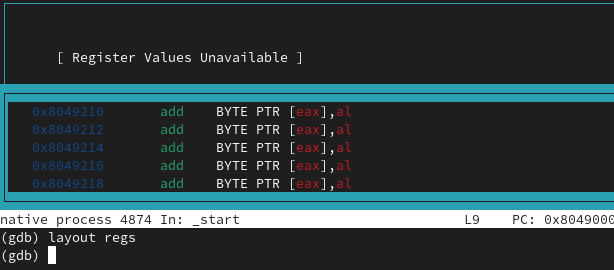 [ Register Values Unavailable ]
0x8049210 add BYTE PTR [eax],al
0x8049212 add BYTE PTR [eax],al
0x8049214 add BYTE PTR [eax],al
0x8049216 add BYTE PTR [eax],al
0x8049218 add BYTE PTR [eax],al
native process 4874 In: _start L9 PC: 0x8049000
(gdb) layout regs
(gdb)